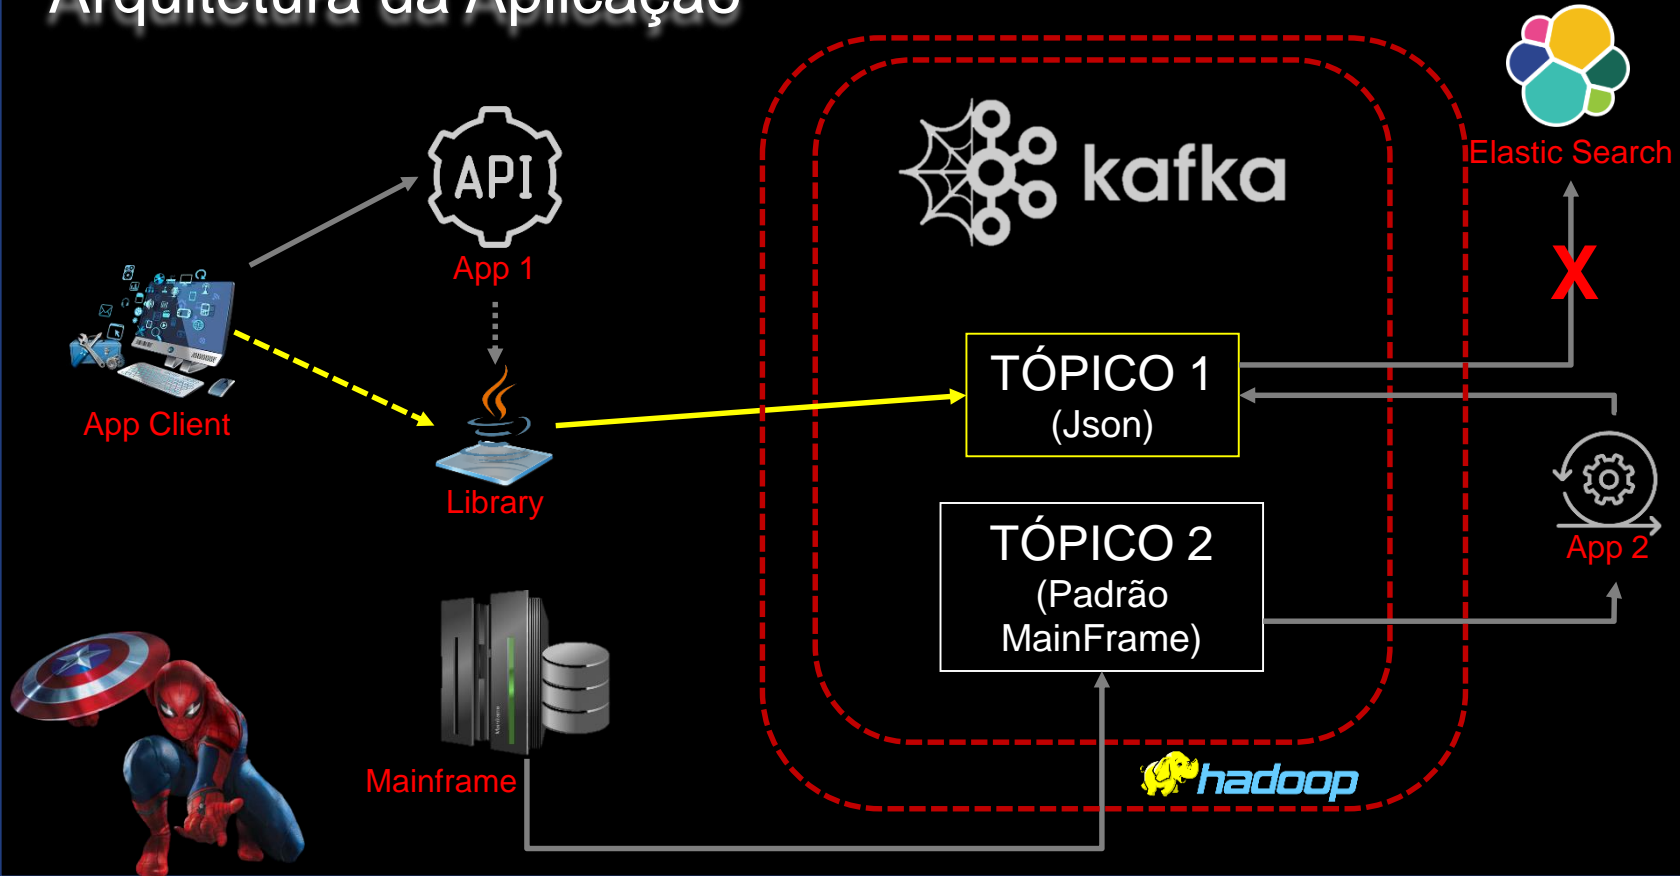 Arquitetura da Aplicação
Elastic Search
kafka
API
App 1
TÓPICO 1
(Json)
App Client
Library
TÓPICO 2
(Padrão
MainFrame)
App 2
X
Mainframe
hadoop